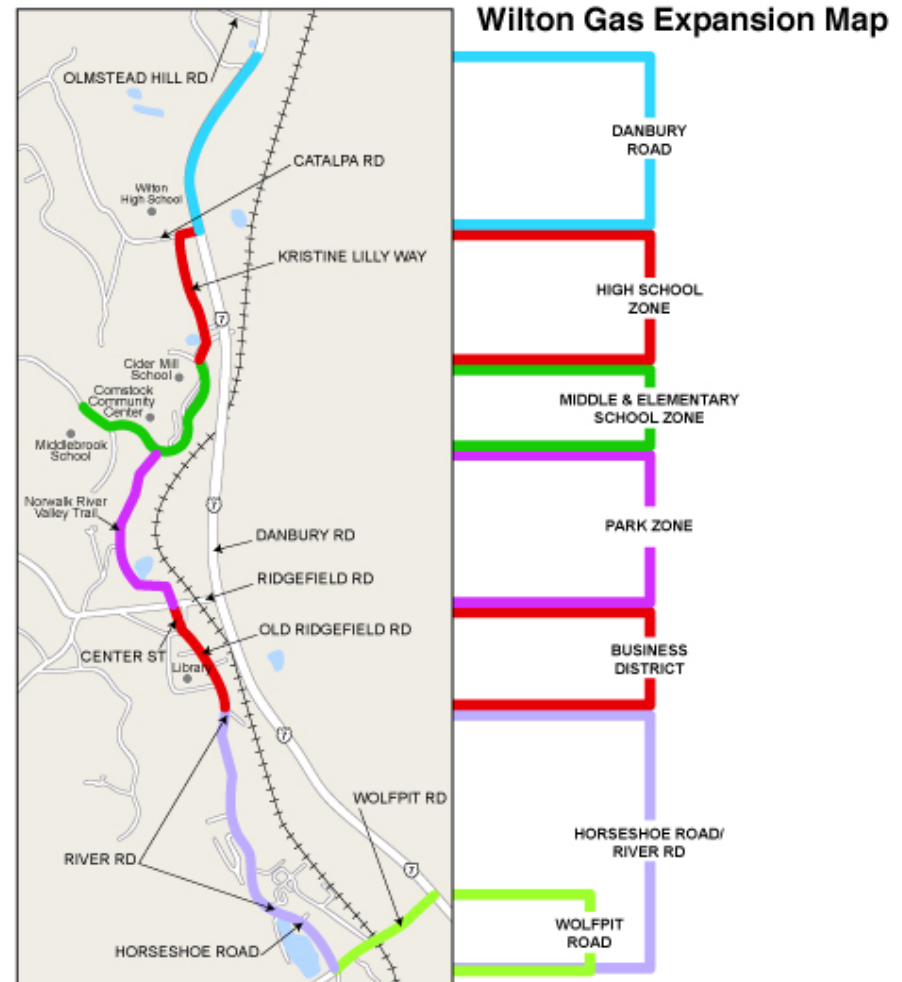 Wilton Gas Expansion Map
OLMSTEAD HILL RD
CATALPA RD
Wilton
High School
KRISTINE LILLY WAY
7
Cider Mill
School
Comstock
Community
Center
Middlebrook
School
Norwalk River
Valley Trail
7
DANBURY RD
RIDGEFIELD RD
OLD RIDGEFIELD RD
CENTER ST
Library
7
WOLFPIT RD
RIVER RD
7
HORSESHOE ROAD
DANBURY
ROAD
HIGH SCHOOL
ZONE
MIDDLE & ELEMENTARY
SCHOOL ZONE
PARK ZONE
BUSINESS
DISTRICT
HORSESHOE ROAD/
RIVER RD
WOLFPIT
ROAD